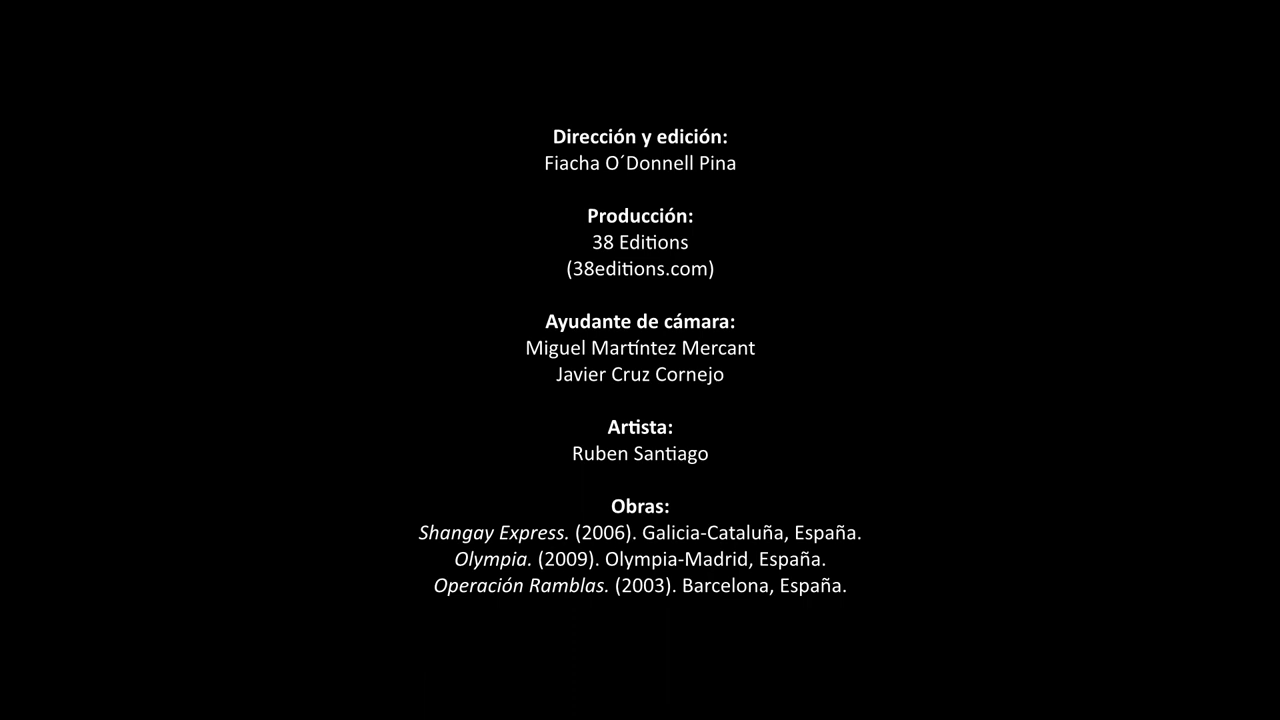 Dirección y edición:
Fiacha O´Donnell Pina
Producción:
38 Editions
(38editions.com)
Ayudante de cámara:
Miguel Martíntez Mercant
Javier Cruz Cornejo
Artista:
Ruben Santiago
Obras:
Shangay Express. (2006). Galicia-Cataluña, España.
Olympia. (2009). Olympia-Madrid, España.
Operación Ramblas. (2003). Barcelona, España.